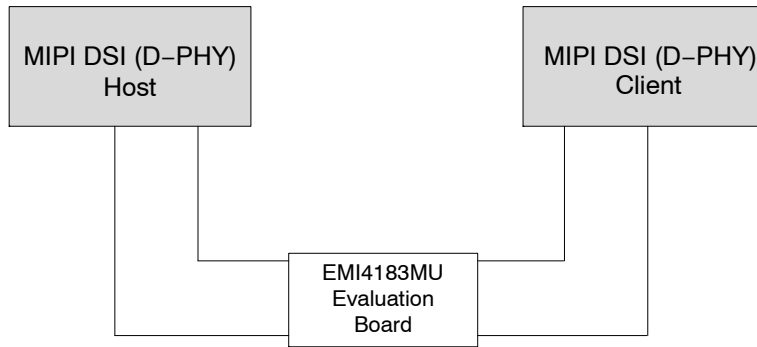 MIPI DSI (D−PHY)
Host
MIPI DSI (D−PHY)
Client
EMI4183MU
Evaluation
Board